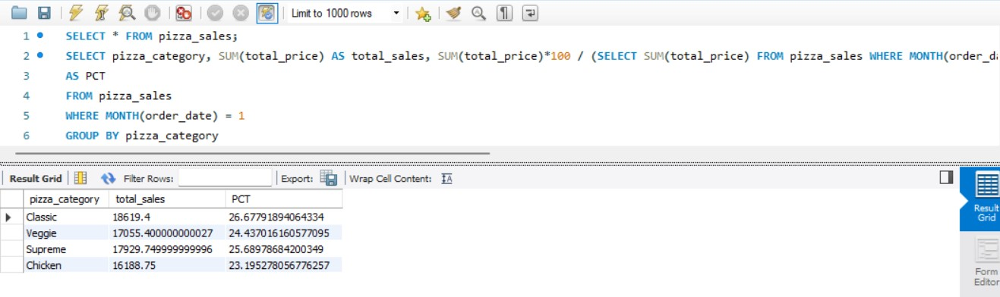 Limit to 1000 rows
1 SELECT * FROM pizza_sales;
2 SELECT pizza_category, SUM(total_price) AS total_sales, SUM(total_price)*100 / (SELECT SUM(total_price) FROM pizza_sales WHERE MONTH(order_da
3 AS PCT
4 FROM pizza_sales
5 WHERE MONTH(order_date) = 1
6 GROUP BY pizza_category
Result Grid Filter Rows: Export: Wrap Cell Content: IA
pizza_category total_sales PCT
Classic 18619.4 26.67791894064334
Veggie 17055.400000000027 24.437016160577095
Supreme 17929.749999999996 25.68978684200349
Chicken 16188.75 23.195278056776257
Result
Grid
Form
Editor